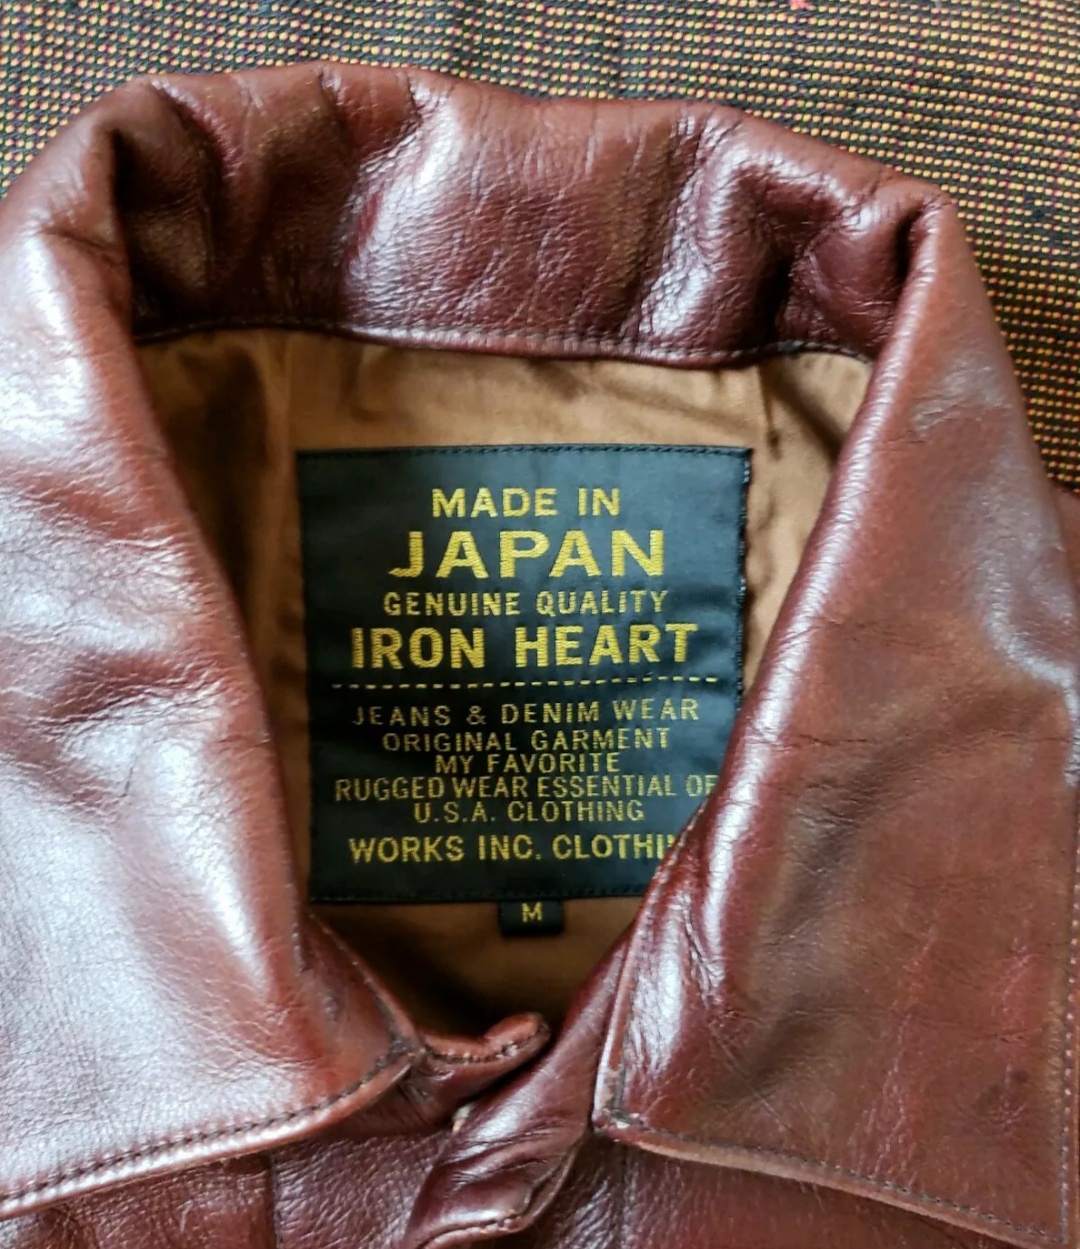 MADE IN
JAPAN
GENUINE QUALITY
IRON HEART
JEANS & DENIM WEAR
ORIGINAL GARMENT
MY FAVORITE
RUGGED WEAR ESSENTIAL OF
U.S.A. CLOTHING
WORKS INC.
M